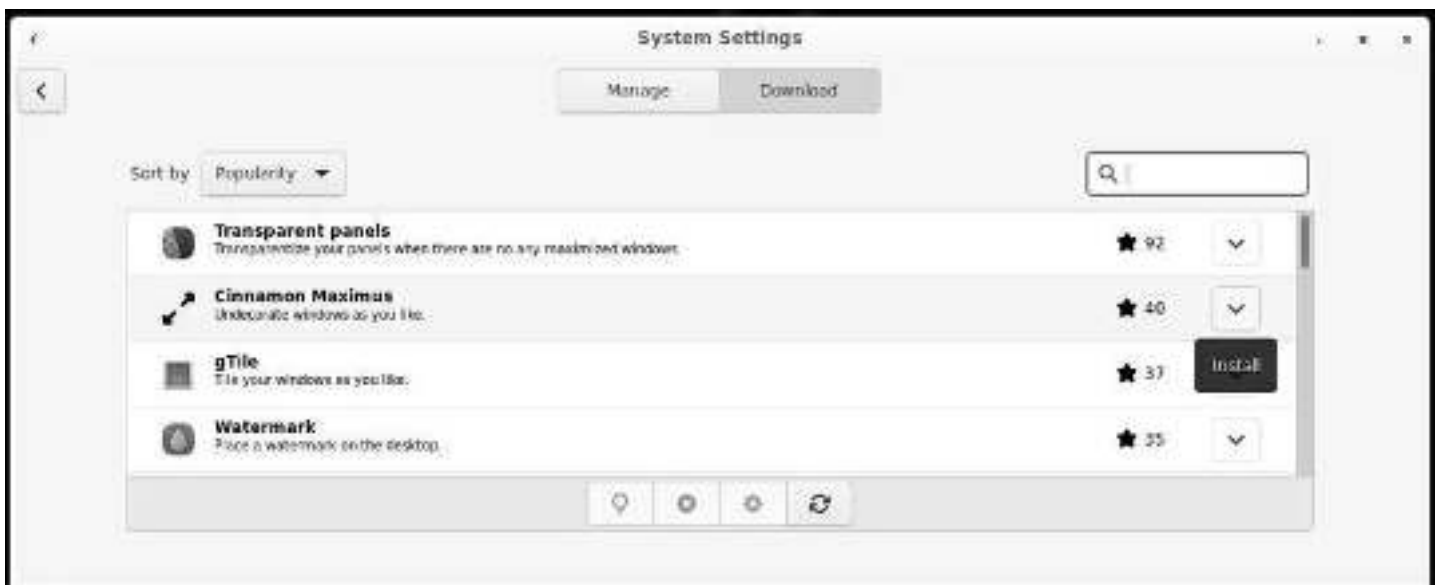 System Settings
Manage
Download
Sort by
Popularity
Transparent panels
Transparentize your panels when there are no any maximized windows.
92
Cinnamon Maximus
Undecorate windows as you like.
40
gTile
Tile your windows as you like.
37
Install
Watermark
Place a watermark on the desktop.
35